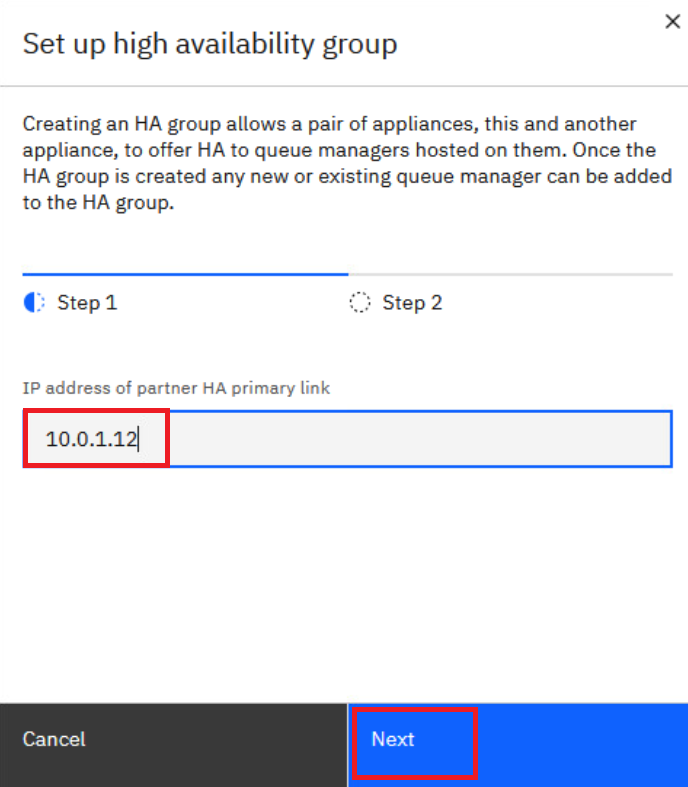 Set up high availability group
Creating an HA group allows a pair of appliances, this and another
appliance, to offer HA to queue managers hosted on them. Once the
HA group is created any new or existing queue manager can be added
to the HA group.
Step 1
Step 2
IP address of partner HA primary link
10.0.1.12
Cancel
Next